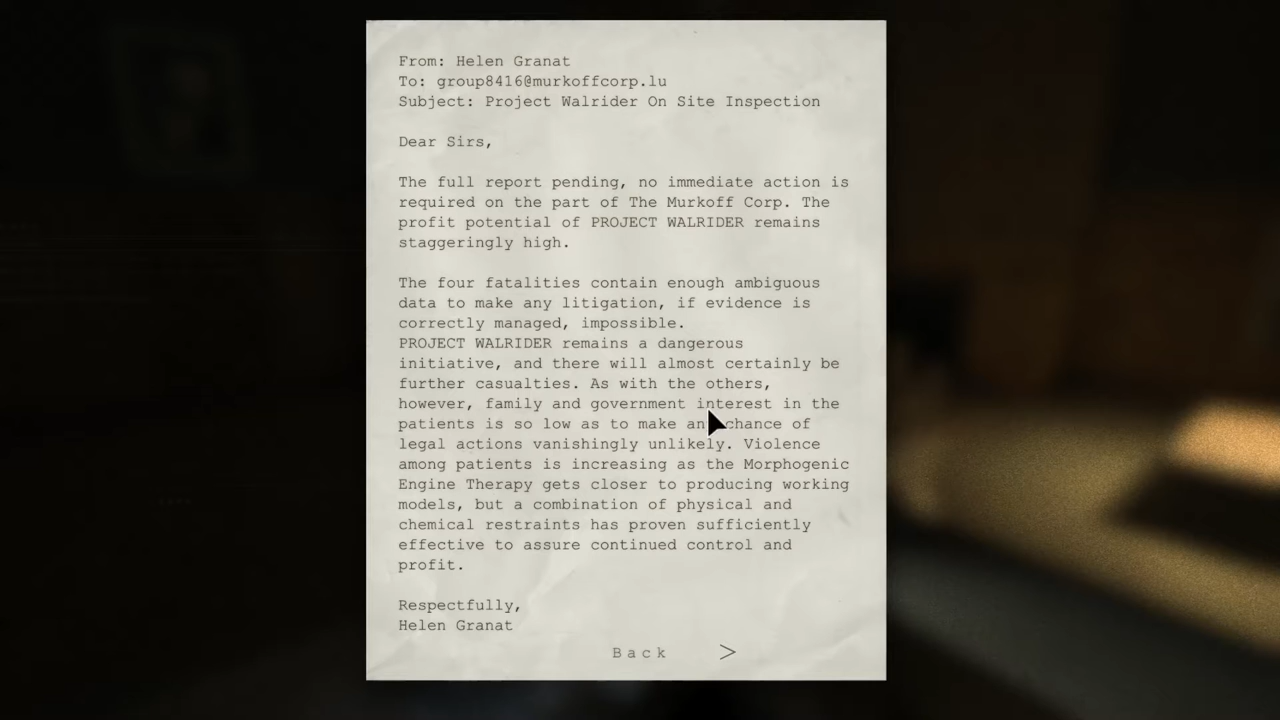 From: Helen Granat
To: group8416@murkoffcorp.lu
Subject: Project Walrider On Site Inspection
Dear Sirs,
The full report pending, no immediate action is
required on the part of The Murkoff Corp. The
profit potential of PROJECT WALRIDER remains
staggeringly high.
The four fatalities contain enough ambiguous
data to make any litigation, if evidence is
correctly managed, impossible.
PROJECT WALRIDER remains a dangerous
initiative, and there will almost certainly be
further casualties. As with the others,
however, family and government interest in the
patients is so low as to make any chance of
legal actions vanishingly unlikely. Violence
among patients is increasing as the Morphogenic
Engine Therapy gets closer to producing working
models, but a combination of physical and
chemical restraints has proven sufficiently
effective to assure continued control and
profit.
Respectfully,
Helen Granat
Back >